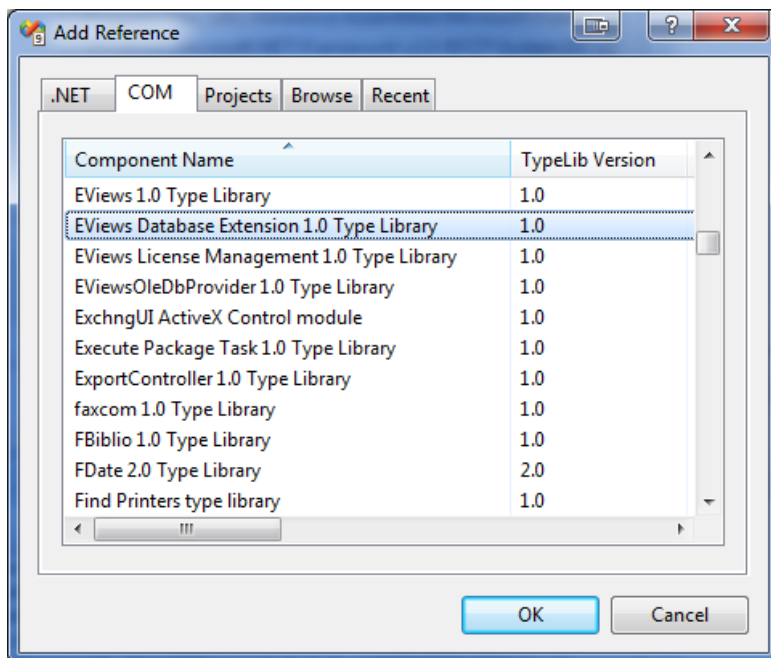 Add Reference
.NET COM Projects Browse Recent
Component Name TypeLib Version
EViews 1.0 Type Library 1.0
EViews Database Extension 1.0 Type Library 1.0
EViews License Management 1.0 Type Library 1.0
EViewsOleDbProvider 1.0 Type Library 1.0
ExchngUI ActiveX Control module 1.0
Execute Package Task 1.0 Type Library 1.0
ExportController 1.0 Type Library 1.0
faxcom 1.0 Type Library 1.0
FBiblio 1.0 Type Library 1.0
FDate 2.0 Type Library 2.0
Find Printers type library 1.0
OK Cancel